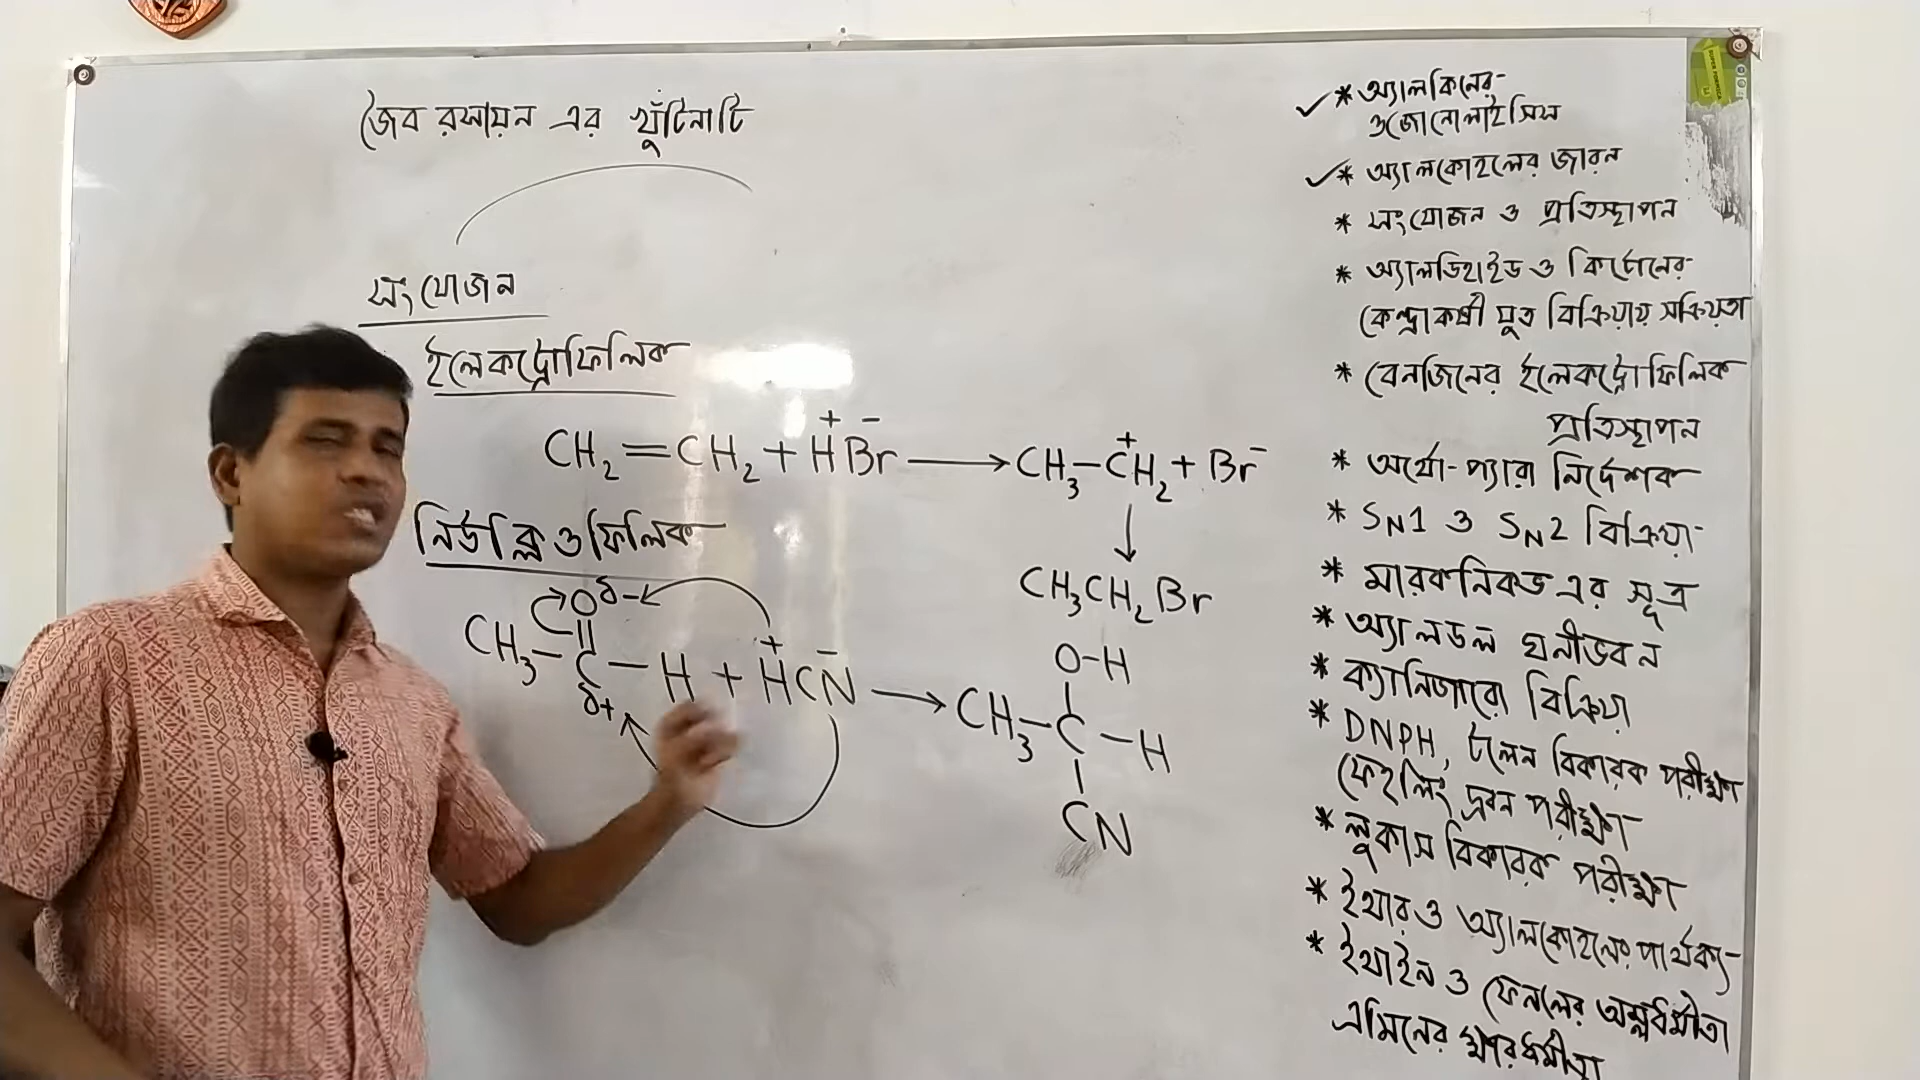 জৈব রসায়ন এর খুঁটিনাটি
সংযোজন
ইলেকট্রোফিলিক
CH₂=CH₂ + H⁺Br⁻ → CH₃-C⁺H₂ + Br⁻
↓
CH₃CH₂Br
নিউক্লিওফিলিক
Oδ-
CH₃-C-H + H⁺CN⁻ →
δ+
O-H
CH₃-C-H
CN
✓* অ্যালকিনের
ওজোনোলাইসিস
✓* অ্যালকোহলের জারন
* সংযোজন ও প্রতিস্থাপন
* অ্যালডিহাইড ও কিটোনের
কেন্দ্রাকর্ষী যুত বিক্রিয়ায় সক্রিয়তা
* বেনজিনের ইলেকট্রোফিলিক
প্রতিস্থাপন
* অর্থো-প্যারা নির্দেশক
* SN1 ও SN2 বিক্রিয়া
* মারকনিকভ এর সূত্র
* অ্যালডল ঘনীভবন
* ক্যানিজারো বিক্রিয়া
* DNPH, টলেন বিকারক পরীক্ষা
ফেহলিং দ্রবন পরীক্ষা
* লুকাস বিকারক পরীক্ষা
* ইথার ও অ্যালকোহলের পার্থক্য
* ইথাইন ও ফেনলের অম্লধর্মীতা
এমিনের ক্ষারধর্মীতা